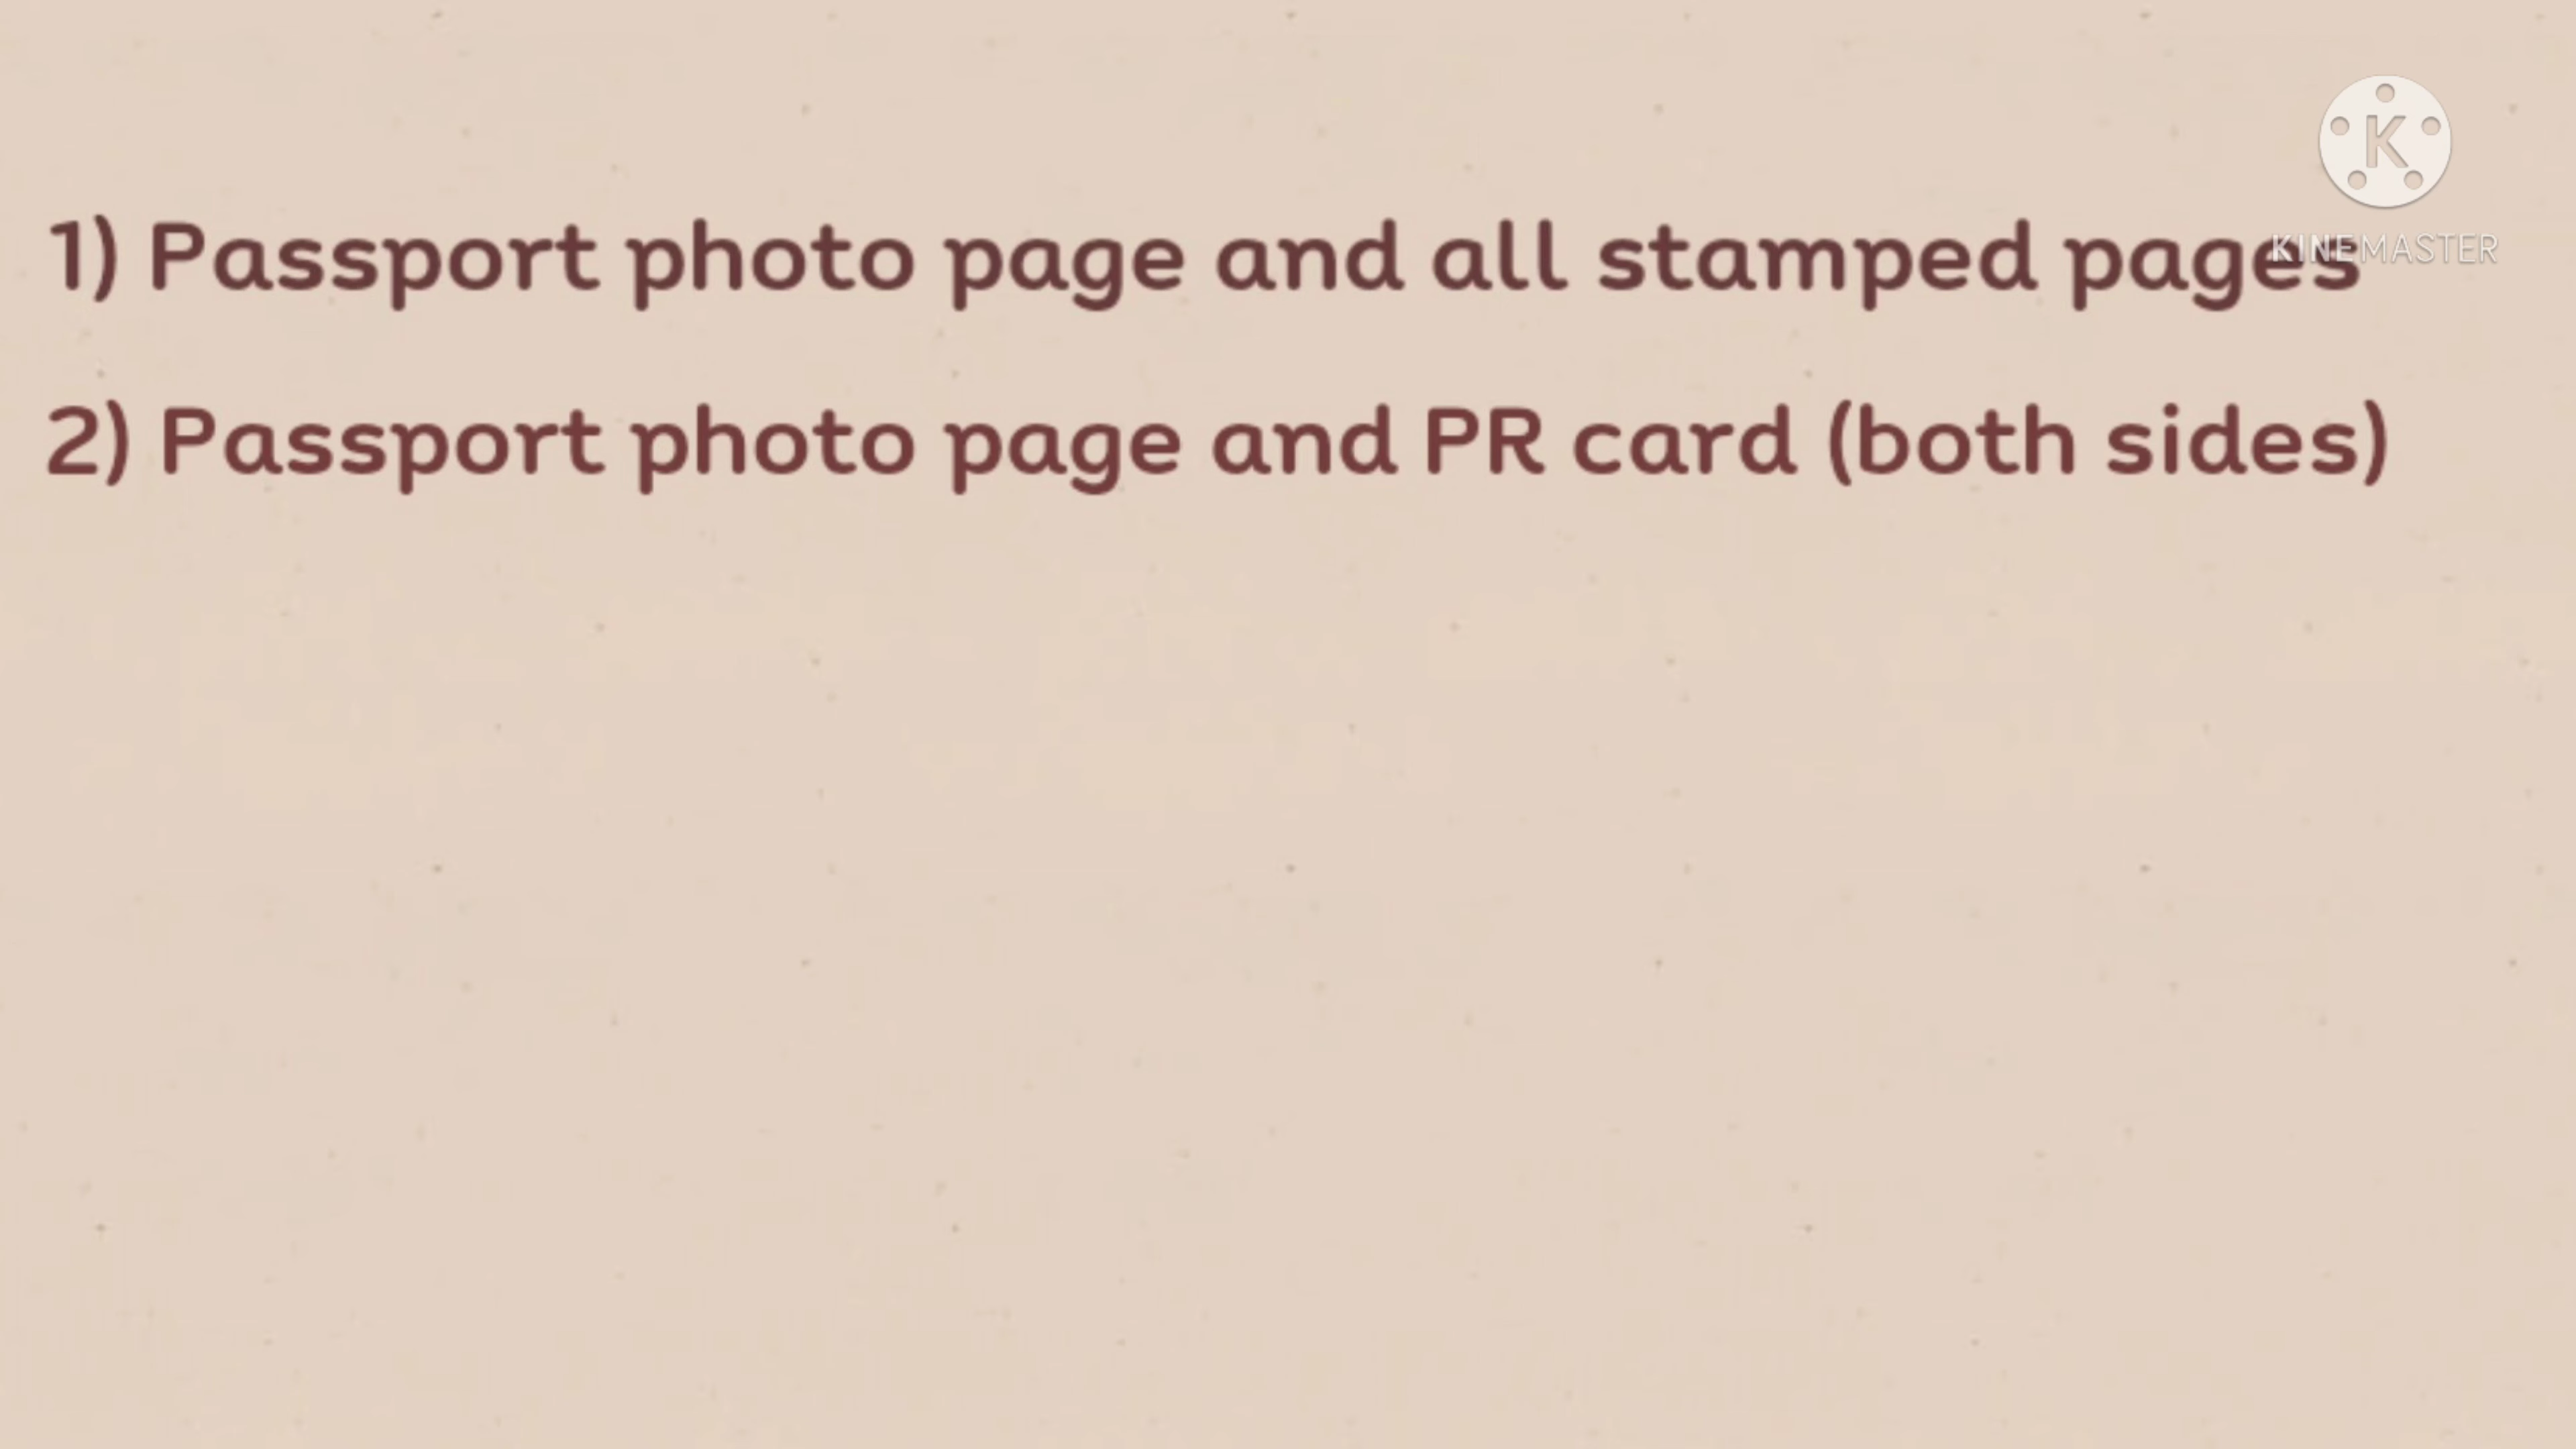 K
KINEMASTER
1) Passport photo page and all stamped pages
2) Passport photo page and PR card (both sides)